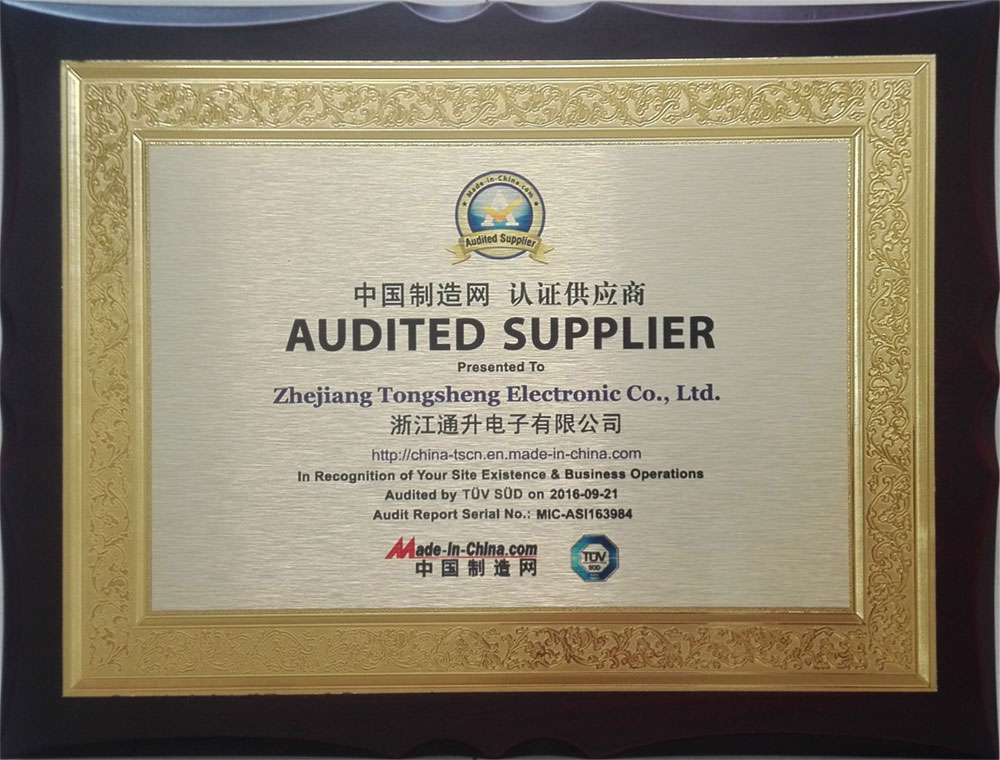 Made-in-China.com
Audited Supplier
中国制造网 认证供应商
AUDITED SUPPLIER
Presented To
Zhejiang Tongsheng Electronic Co., Ltd.
浙江通升电子有限公司
http://china-tscn.en.made-in-china.com
In Recognition of Your Site Existence & Business Operations
Audited by TÜV SÜD on 2016-09-21
Audit Report Serial No.: MIC-ASI163984
Made-in-China.com
中国制造网
TÜV
SÜD